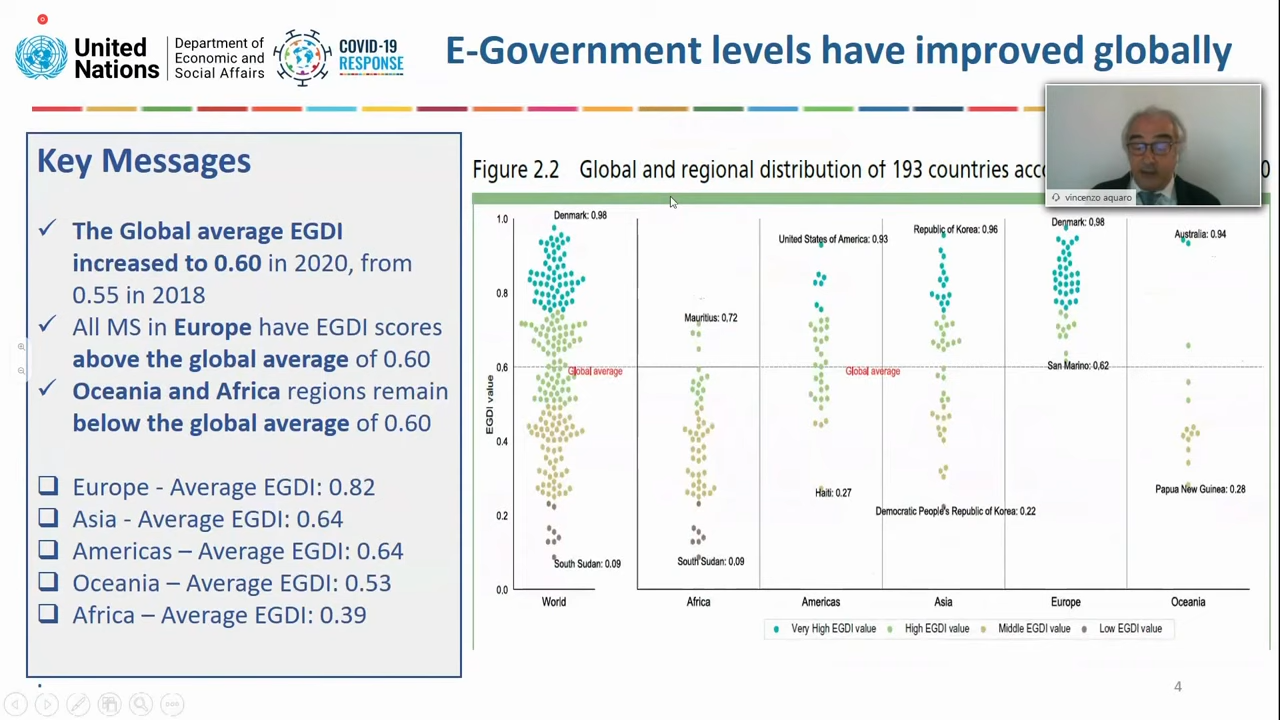 United
Nations
Department of
Economic and
Social Affairs
COVID-19
RESPONSE
E-Government levels have improved globally
Key Messages
The Global average EGDI
increased to 0.60 in 2020, from
0.55 in 2018
All MS in Europe have EGDI scores
above the global average of 0.60
Oceania and Africa regions remain
below the global average of 0.60
Europe - Average EGDI: 0.82
Asia - Average EGDI: 0.64
Americas – Average EGDI: 0.64
Oceania – Average EGDI: 0.53
Africa – Average EGDI: 0.39
Figure 2.2 Global and regional distribution of 193 countries
vincenzo aquaro
EGDI value
1.0
0.8
0.6
0.4
0.2
0.0
Denmark: 0.98
Global average
South Sudan: 0.09
World
Mauritius: 0,72
South Sudan: 0.09
Africa
United States of America: 0.93
Haiti: 0.27
Americas
Global average
Republic of Korea: 0.96
Democratic People's Republic of Korea: 0.22
Asia
Denmark: 0.98
San Marino: 0,62
Europe
Australia: 0.94
Papua New Guinea: 0.28
Oceania
Very High EGDI value
High EGDI value
Middle EGDI value
Low EGDI value
4